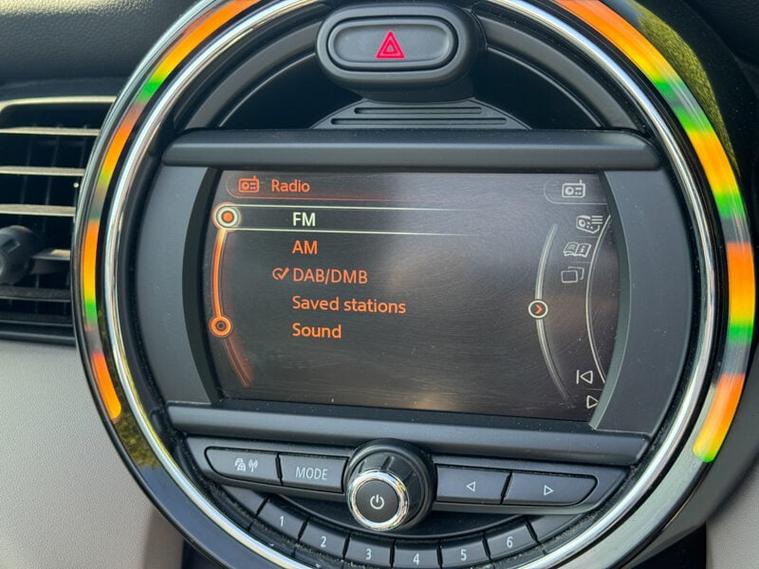 Radio
FM
AM
DAB/DMB
Saved stations
Sound
MODE
1
2
3
4
5
6